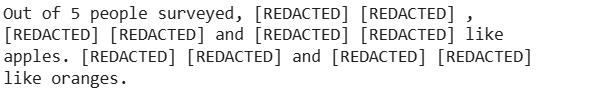 Out of 5 people surveyed, [REDACTED] [REDACTED] ,
[REDACTED] [REDACTED] and [REDACTED] [REDACTED] like
apples. [REDACTED] [REDACTED] and [REDACTED] [REDACTED]
like oranges.